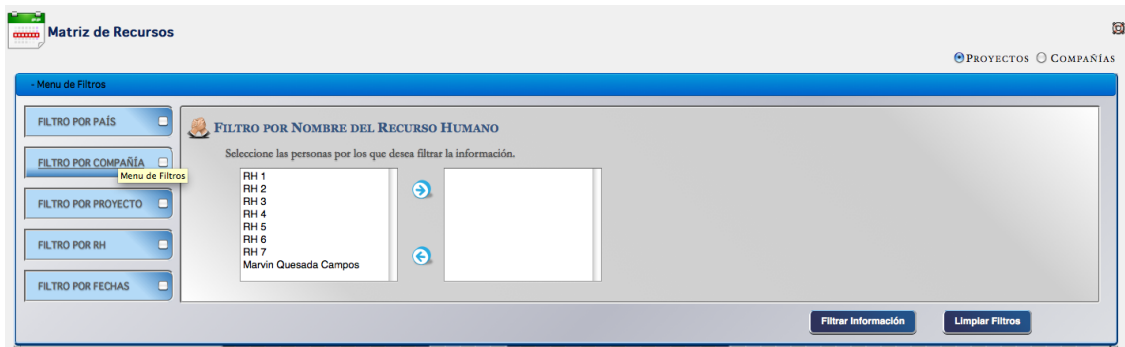 Matriz de Recursos
PROYECTOS COMPAÑÍAS
- Menu de Filtros
FILTRO POR PAÍS
FILTRO POR COMPAÑÍA
Menu de Filtros
FILTRO POR PROYECTO
FILTRO POR RH
FILTRO POR FECHAS
FILTRO POR NOMBRE DEL RECURSO HUMANO
Seleccione las personas por los que desea filtrar la información.
RH 1
RH 2
RH 3
RH 4
RH 5
RH 6
RH 7
Marvin Quesada Campos
Filtrar Información
Limpiar Filtros